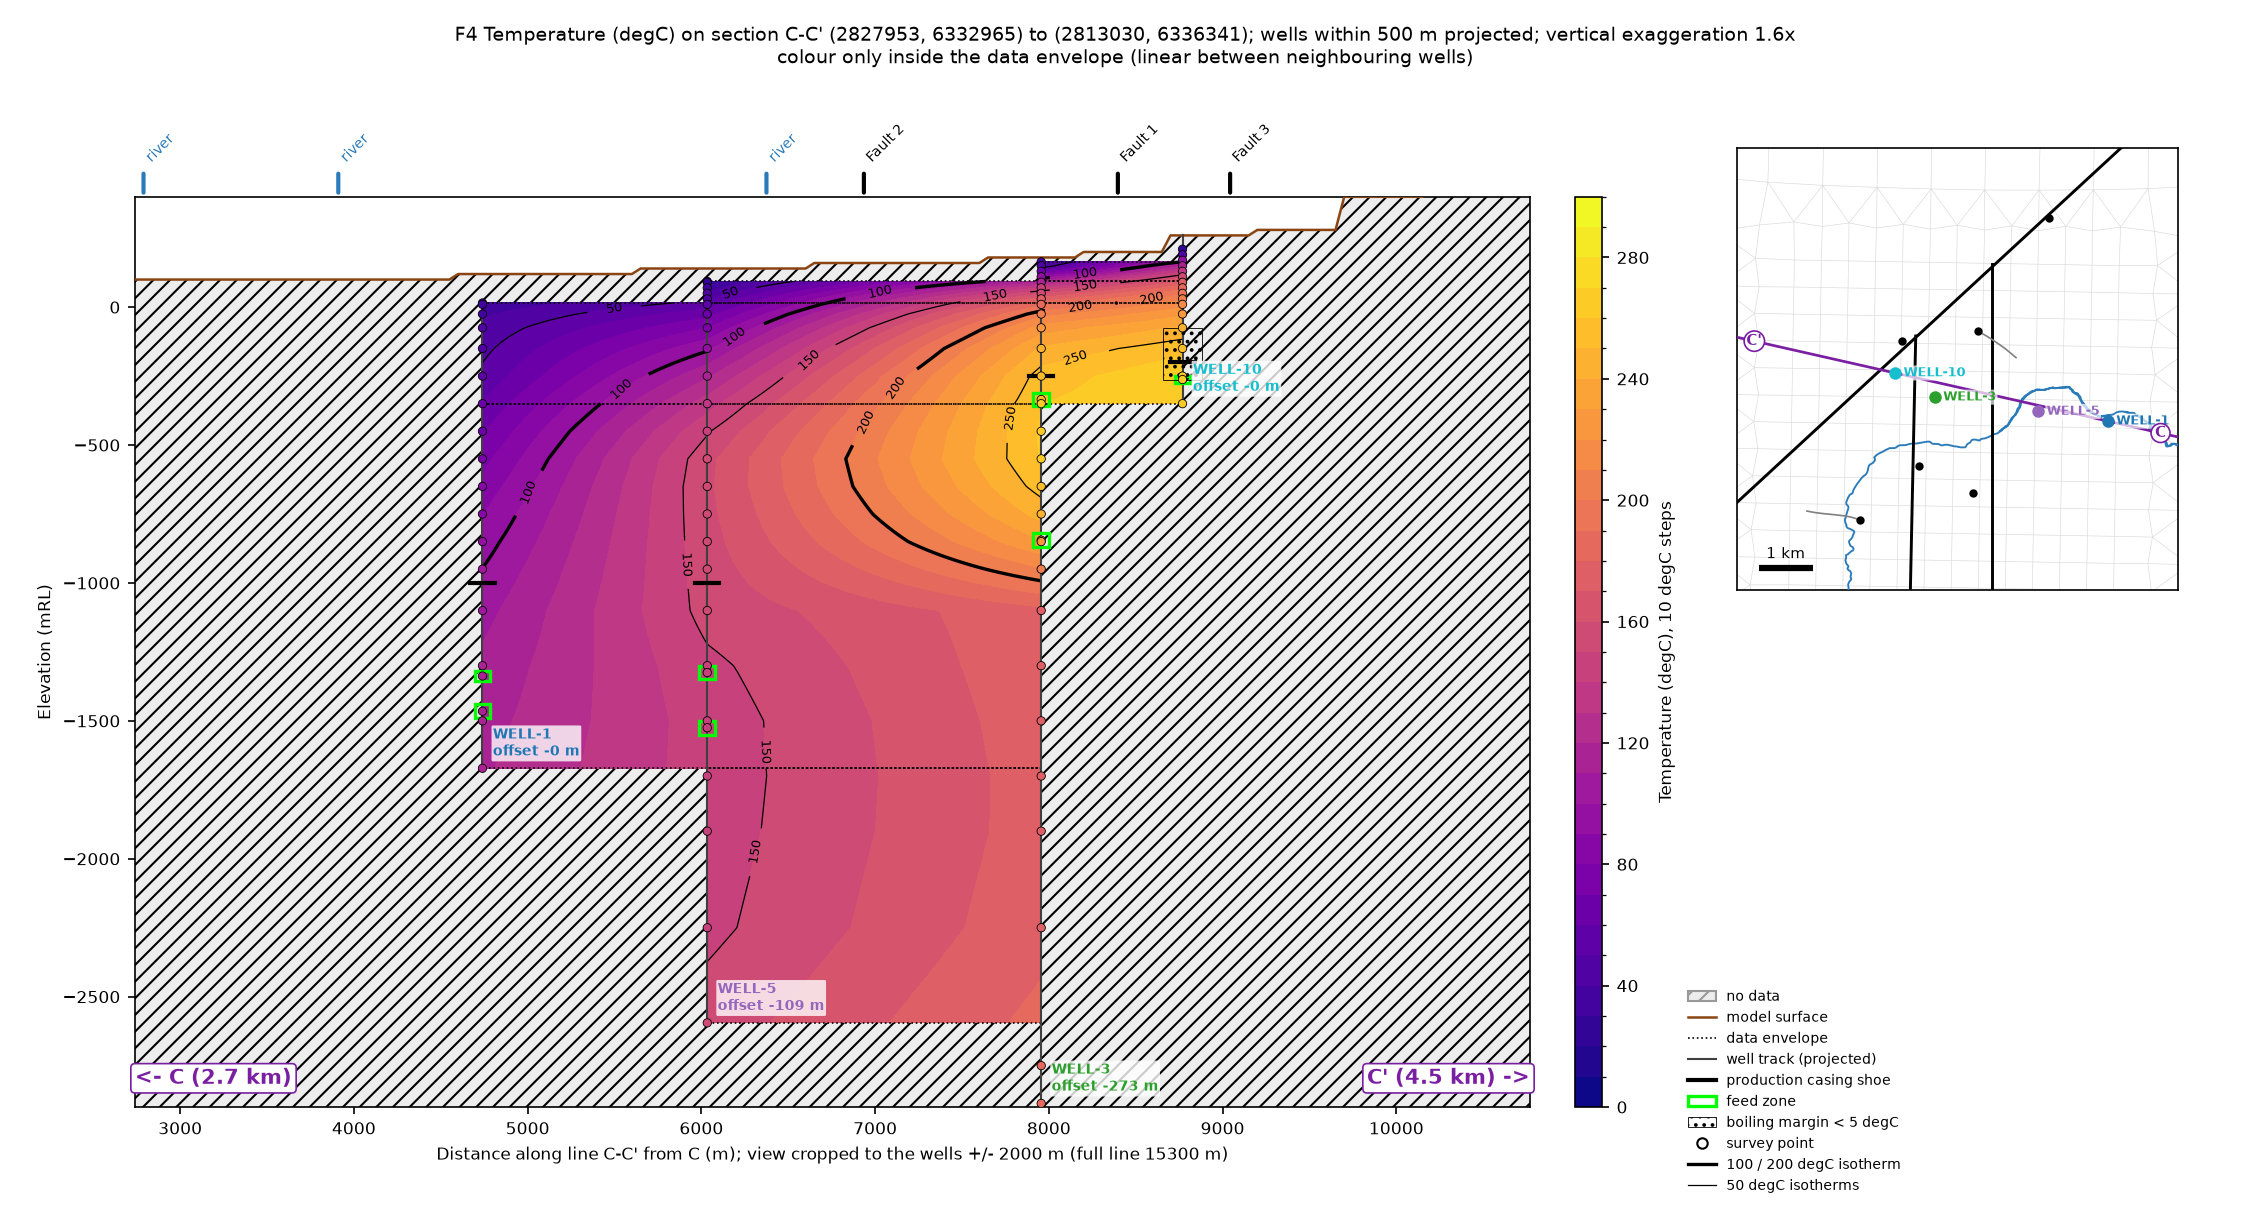 F4 Temperature (degC) on section C-C' (2827953, 6332965) to (2813030, 6336341); wells within 500 m projected; vertical exaggeration 1.6x
colour only inside the data envelope (linear between neighbouring wells)
river
river
river
Fault 2
Fault 1
Fault 3
0
−500
−1000
−1500
−2000
−2500
Elevation (mRL)
50
50
100
100
150
100
150
200
200
100
100
150
200
200
250
250
100
150
150
150
WELL-10
offset -0 m
WELL-1
offset -0 m
WELL-5
offset -109 m
WELL-3
offset -273 m
<- C (2.7 km)
C' (4.5 km) ->
3000
4000
5000
6000
7000
8000
9000
10000
Distance along line C-C' from C (m); view cropped to the wells +/- 2000 m (full line 15300 m)
280
240
200
160
120
80
40
0
Temperature (degC), 10 degC steps
C'
WELL-10
WELL-3
WELL-5
WELL-1
C
1 km
no data
model surface
data envelope
well track (projected)
production casing shoe
feed zone
boiling margin < 5 degC
survey point
100 / 200 degC isotherm
50 degC isotherms